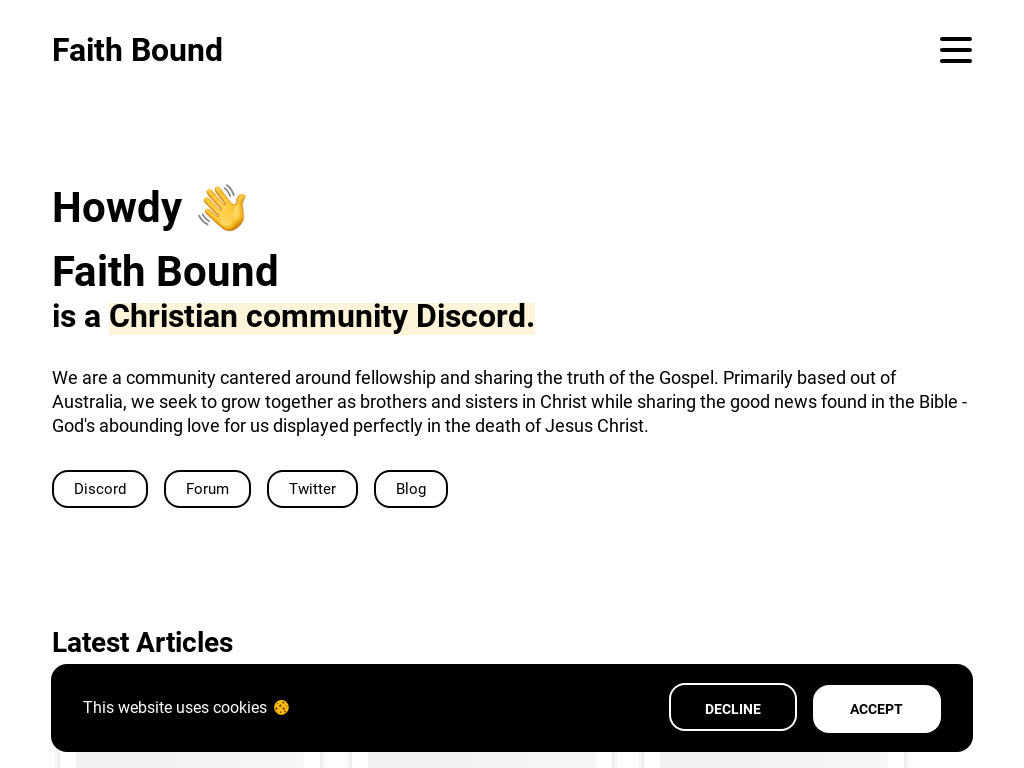 Faith Bound
Howdy 👋
Faith Bound
is a Christian community Discord.
We are a community cantered around fellowship and sharing the truth of the Gospel. Primarily based out of
Australia, we seek to grow together as brothers and sisters in Christ while sharing the good news found in the Bible -
God's abounding love for us displayed perfectly in the death of Jesus Christ.
Discord Forum Twitter Blog
Latest Articles
This website uses cookies 🍪 DECLINE ACCEPT